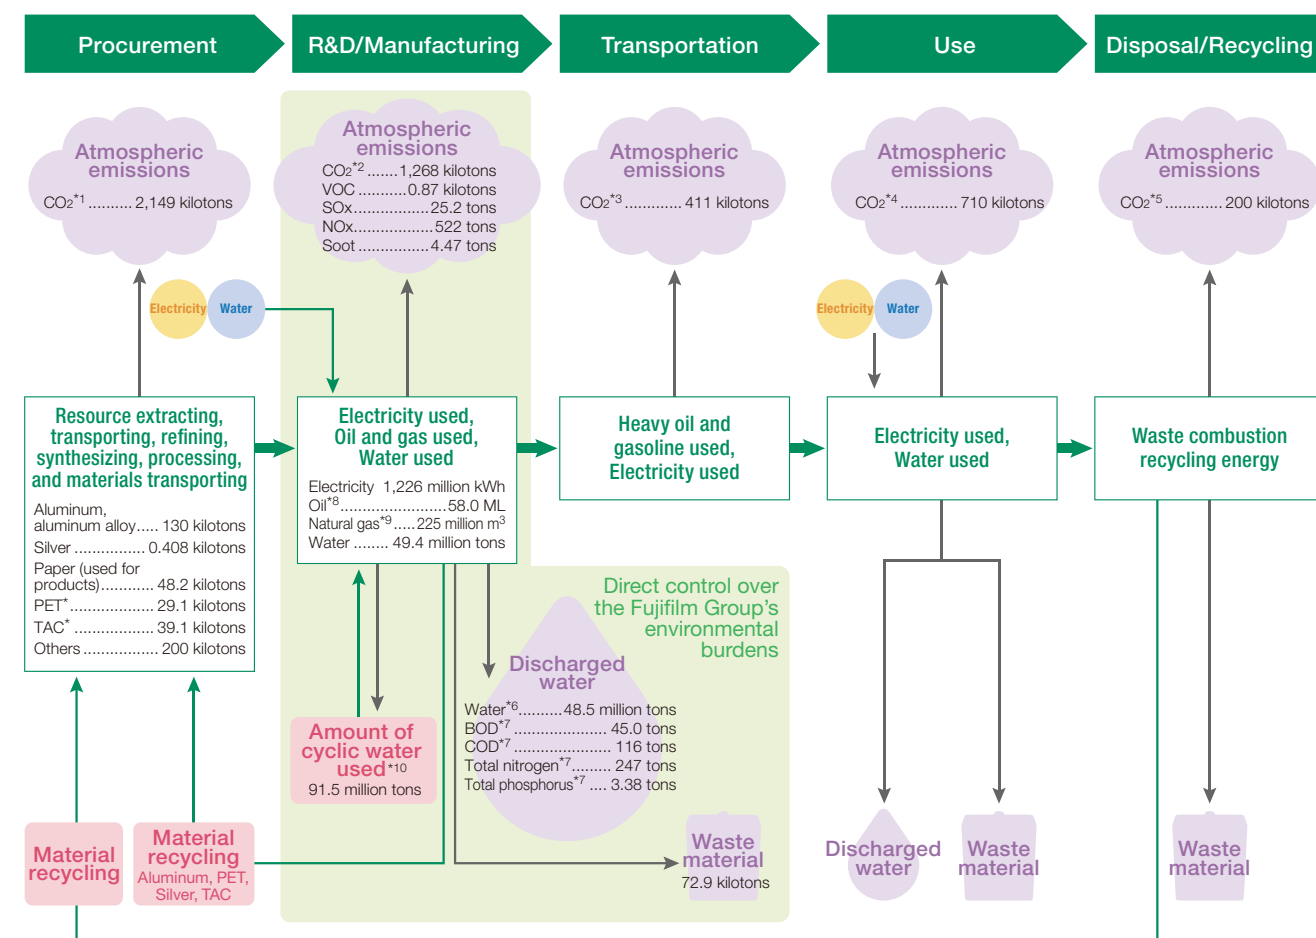 Procurement
R&D/Manufacturing
Transportation
Use
Disposal/Recycling
Atmospheric
emissions
CO2*1 .......... 2,149 kilotons
Atmospheric
emissions
CO2*2 ....... 1,268 kilotons
VOC ........... 0.87 kilotons
SOx................... 25.2 tons
NOx................... 522 tons
Soot ................ 4.47 tons
Atmospheric
emissions
CO2*3 ............. 411 kilotons
Atmospheric
emissions
CO2*4 ............. 710 kilotons
Atmospheric
emissions
CO2*5 ............. 200 kilotons
Electricity
Water
Electricity
Water
Resource extracting,
transporting, refining,
synthesizing, processing,
and materials transporting
Aluminum,
aluminum alloy..... 130 kilotons
Silver ................ 0.408 kilotons
Paper (used for
products)............ 48.2 kilotons
PET* ................... 29.1 kilotons
TAC* .................. 39.1 kilotons
Others ................. 200 kilotons
Electricity used,
Oil and gas used,
Water used
Electricity 1,226 million kWh
Oil*8 ........................ 58.0 ML
Natural gas*9 ..... 225 million m3
Water ........ 49.4 million tons
Heavy oil and
gasoline used,
Electricity used
Electricity used,
Water used
Waste combustion
recycling energy
Direct control over
the Fujifilm Group's
environmental
burdens
Discharged
water
Water*6.......... 48.5 million tons
BOD*7 ..................... 45.0 tons
COD*7 ...................... 116 tons
Total nitrogen*7......... 247 tons
Total phosphorus*7 .... 3.38 tons
Amount of
cyclic water
used*10
91.5 million tons
Material
recycling
Material
recycling
Aluminum, PET,
Silver, TAC
Waste
material
72.9 kilotons
Discharged
water
Waste
material
Waste
material